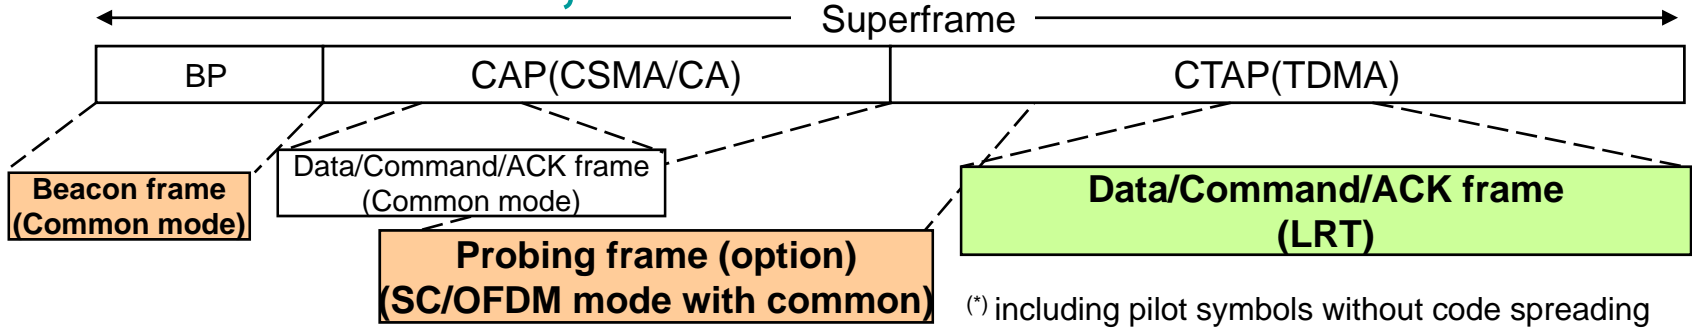 Superframe
BP
CAP(CSMA/CA)
CTAP(TDMA)
Data/Command/ACK frame
(Common mode)
Beacon frame
(Common mode)
Data/Command/ACK frame
(LRT)
Probing frame (option)
(SC/OFDM mode with common)
(*) including pilot symbols without code spreading